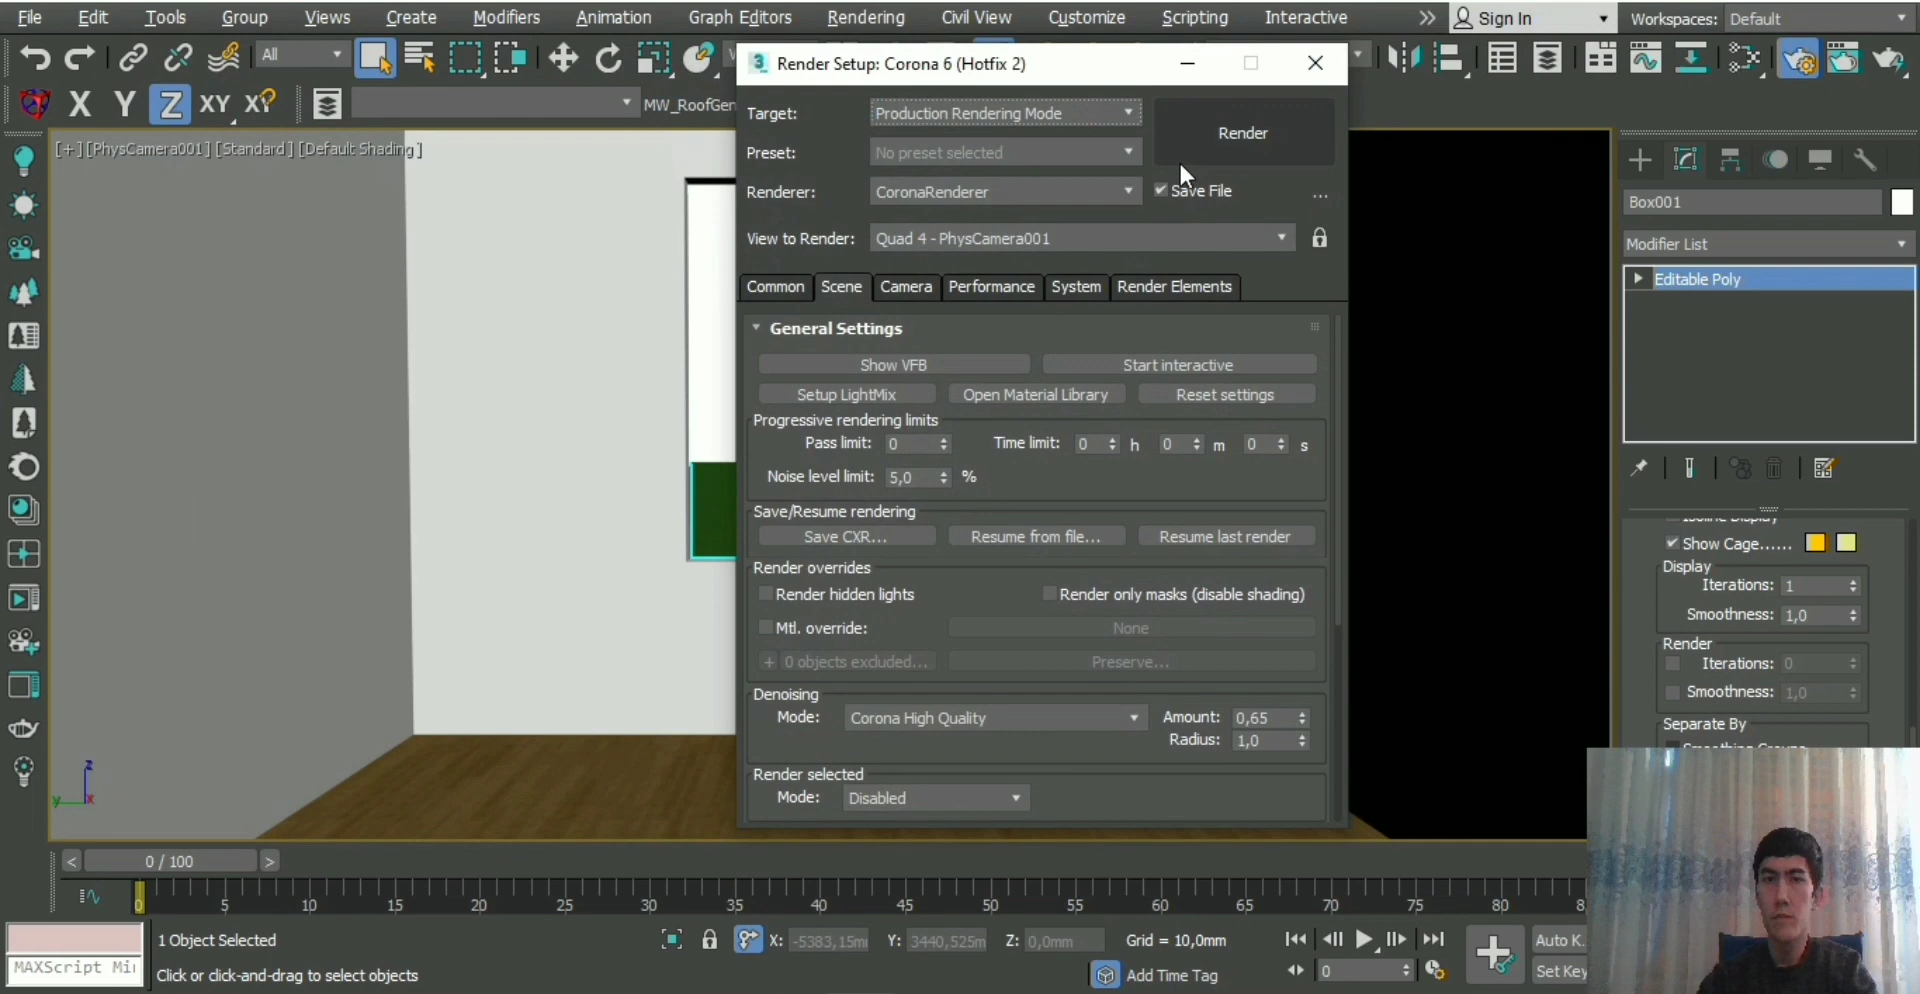 File Edit Tools Group Views Create Modifiers Animation Graph Editors Rendering Civil View Customize Scripting Interactive Sign In Workspaces: Default
All
X Y Z XY XY MW_RoofGen
[+][PhysCamera001][Standard][Default Shading]
Render Setup: Corona 6 (Hotfix 2)
Target: Production Rendering Mode Render
Preset: No preset selected
Renderer: CoronaRenderer Save File ...
View to Render: Quad 4 - PhysCamera001
Common Scene Camera Performance System Render Elements
General Settings
Show VFB Start interactive
Setup LightMix Open Material Library Reset settings
Progressive rendering limits
Pass limit: 0 Time limit: 0 h 0 m 0 s
Noise level limit: 5,0 %
Save/Resume rendering
Save CXR... Resume from file... Resume last render
Render overrides
Render hidden lights Render only masks (disable shading)
Mtl. override: None
+ 0 objects excluded... Preserve...
Denoising
Mode: Corona High Quality Amount: 0,65
Radius: 1,0
Render selected
Mode: Disabled
Box001
Modifier List
Editable Poly
Isoline Display
Show Cage......
Display
Iterations: 1
Smoothness: 1,0
Render
Iterations: 0
Smoothness: 1,0
Separate By
Smoothing Groups
z
y x
< 0 / 100 >
0 5 10 15 20 25 30 35 40 45 50 55 60 65 70 75 80
1 Object Selected X: -5383,15mm Y: 3440,525m Z: 0,0mm Grid = 10,0mm Auto K
MAXScript Mi Click or click-and-drag to select objects Add Time Tag 0 Set Key